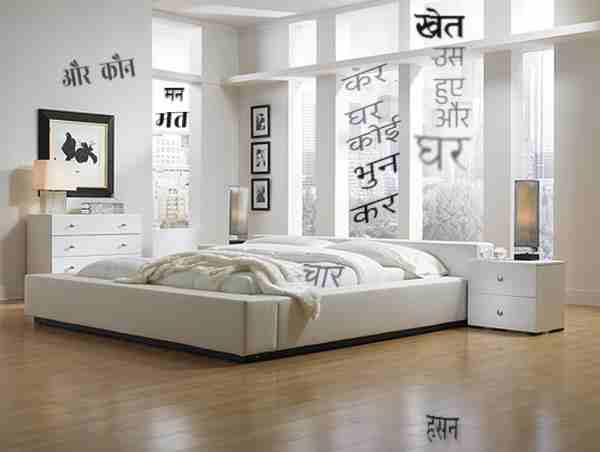 और कौन
मन
मत
कर
घर
कोई
भुन
कर
खेत
उस
हुए
और
घर
चार
हसन